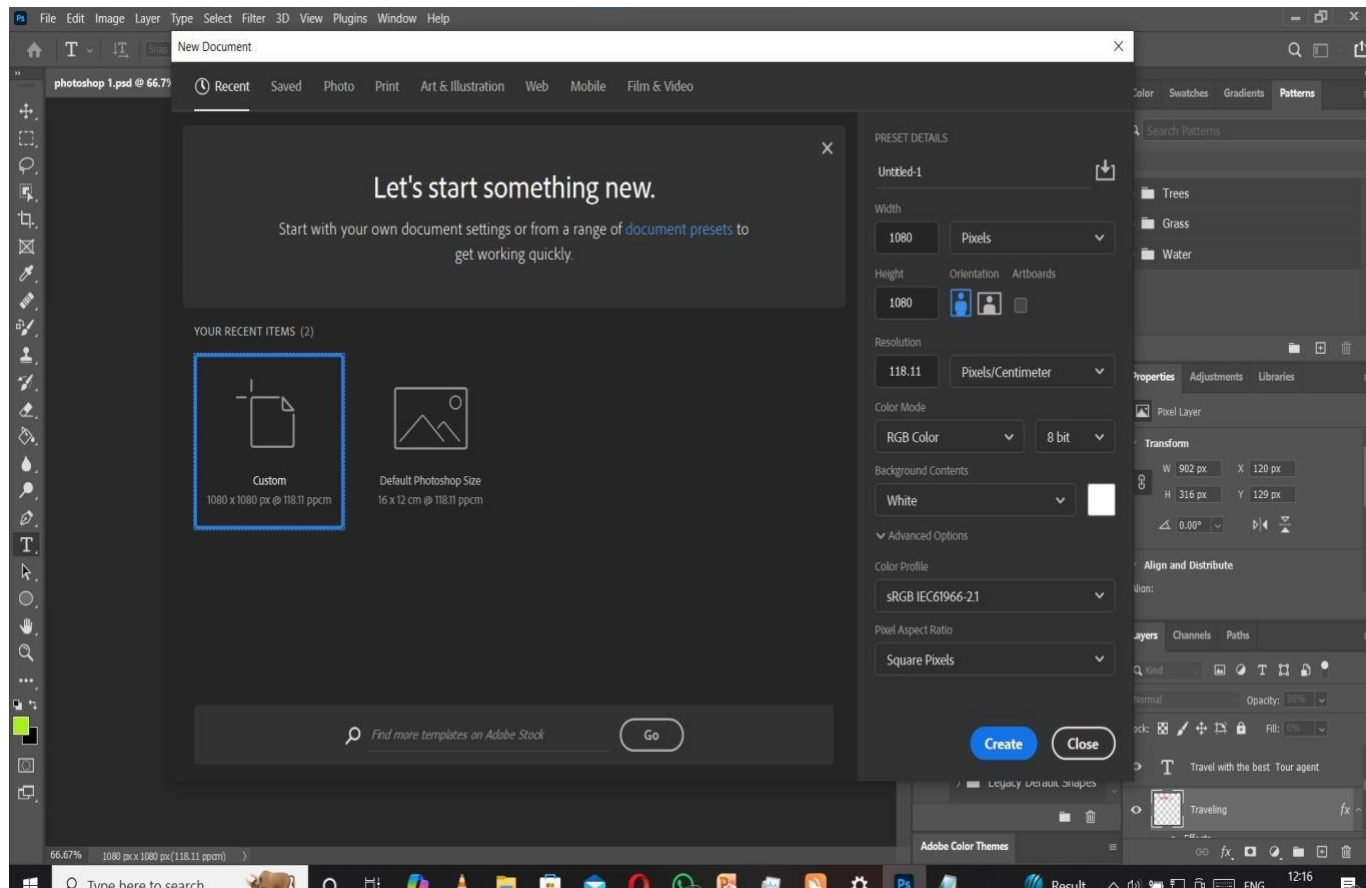 Ps File Edit Image Layer Type Select Filter 3D View Plugins Window Help
T Snap
New Document
photoshop 1.psd @ 66.7%
Recent Saved Photo Print Art & Illustration Web Mobile Film & Video
Let's start something new.
Start with your own document settings or from a range of document presets to
get working quickly.
YOUR RECENT ITEMS (2)
Custom
1080 x 1080 px @ 118.11 ppcm
Default Photoshop Size
16 x 12 cm @ 118.11 ppcm
Find more templates on Adobe Stock Go
PRESET DETAILS
Untitled-1
Width
1080 Pixels
Height Orientation Artboards
1080
Resolution
118.11 Pixels/Centimeter
Color Mode
RGB Color 8 bit
Background Contents
White
Advanced Options
Color Profile
sRGB IEC61966-2.1
Pixel Aspect Ratio
Square Pixels
Create Close
Color Swatches Gradients Patterns
Search Patterns
Trees
Grass
Water
Properties Adjustments Libraries
Pixel Layer
Transform
W 902 px X 120 px
H 316 px Y 129 px
0.00°
Align and Distribute
Align:
Layers Channels Paths
Kind
Normal Opacity: 30%
Lock: Fill: 0%
T Travel with the best Tour agent
Traveling fx
Effects
Legacy Default Shapes
Adobe Color Themes
66.67% 1080 px x 1080 px (118.11 ppcm)
Type here to search
Result ENG 12:16